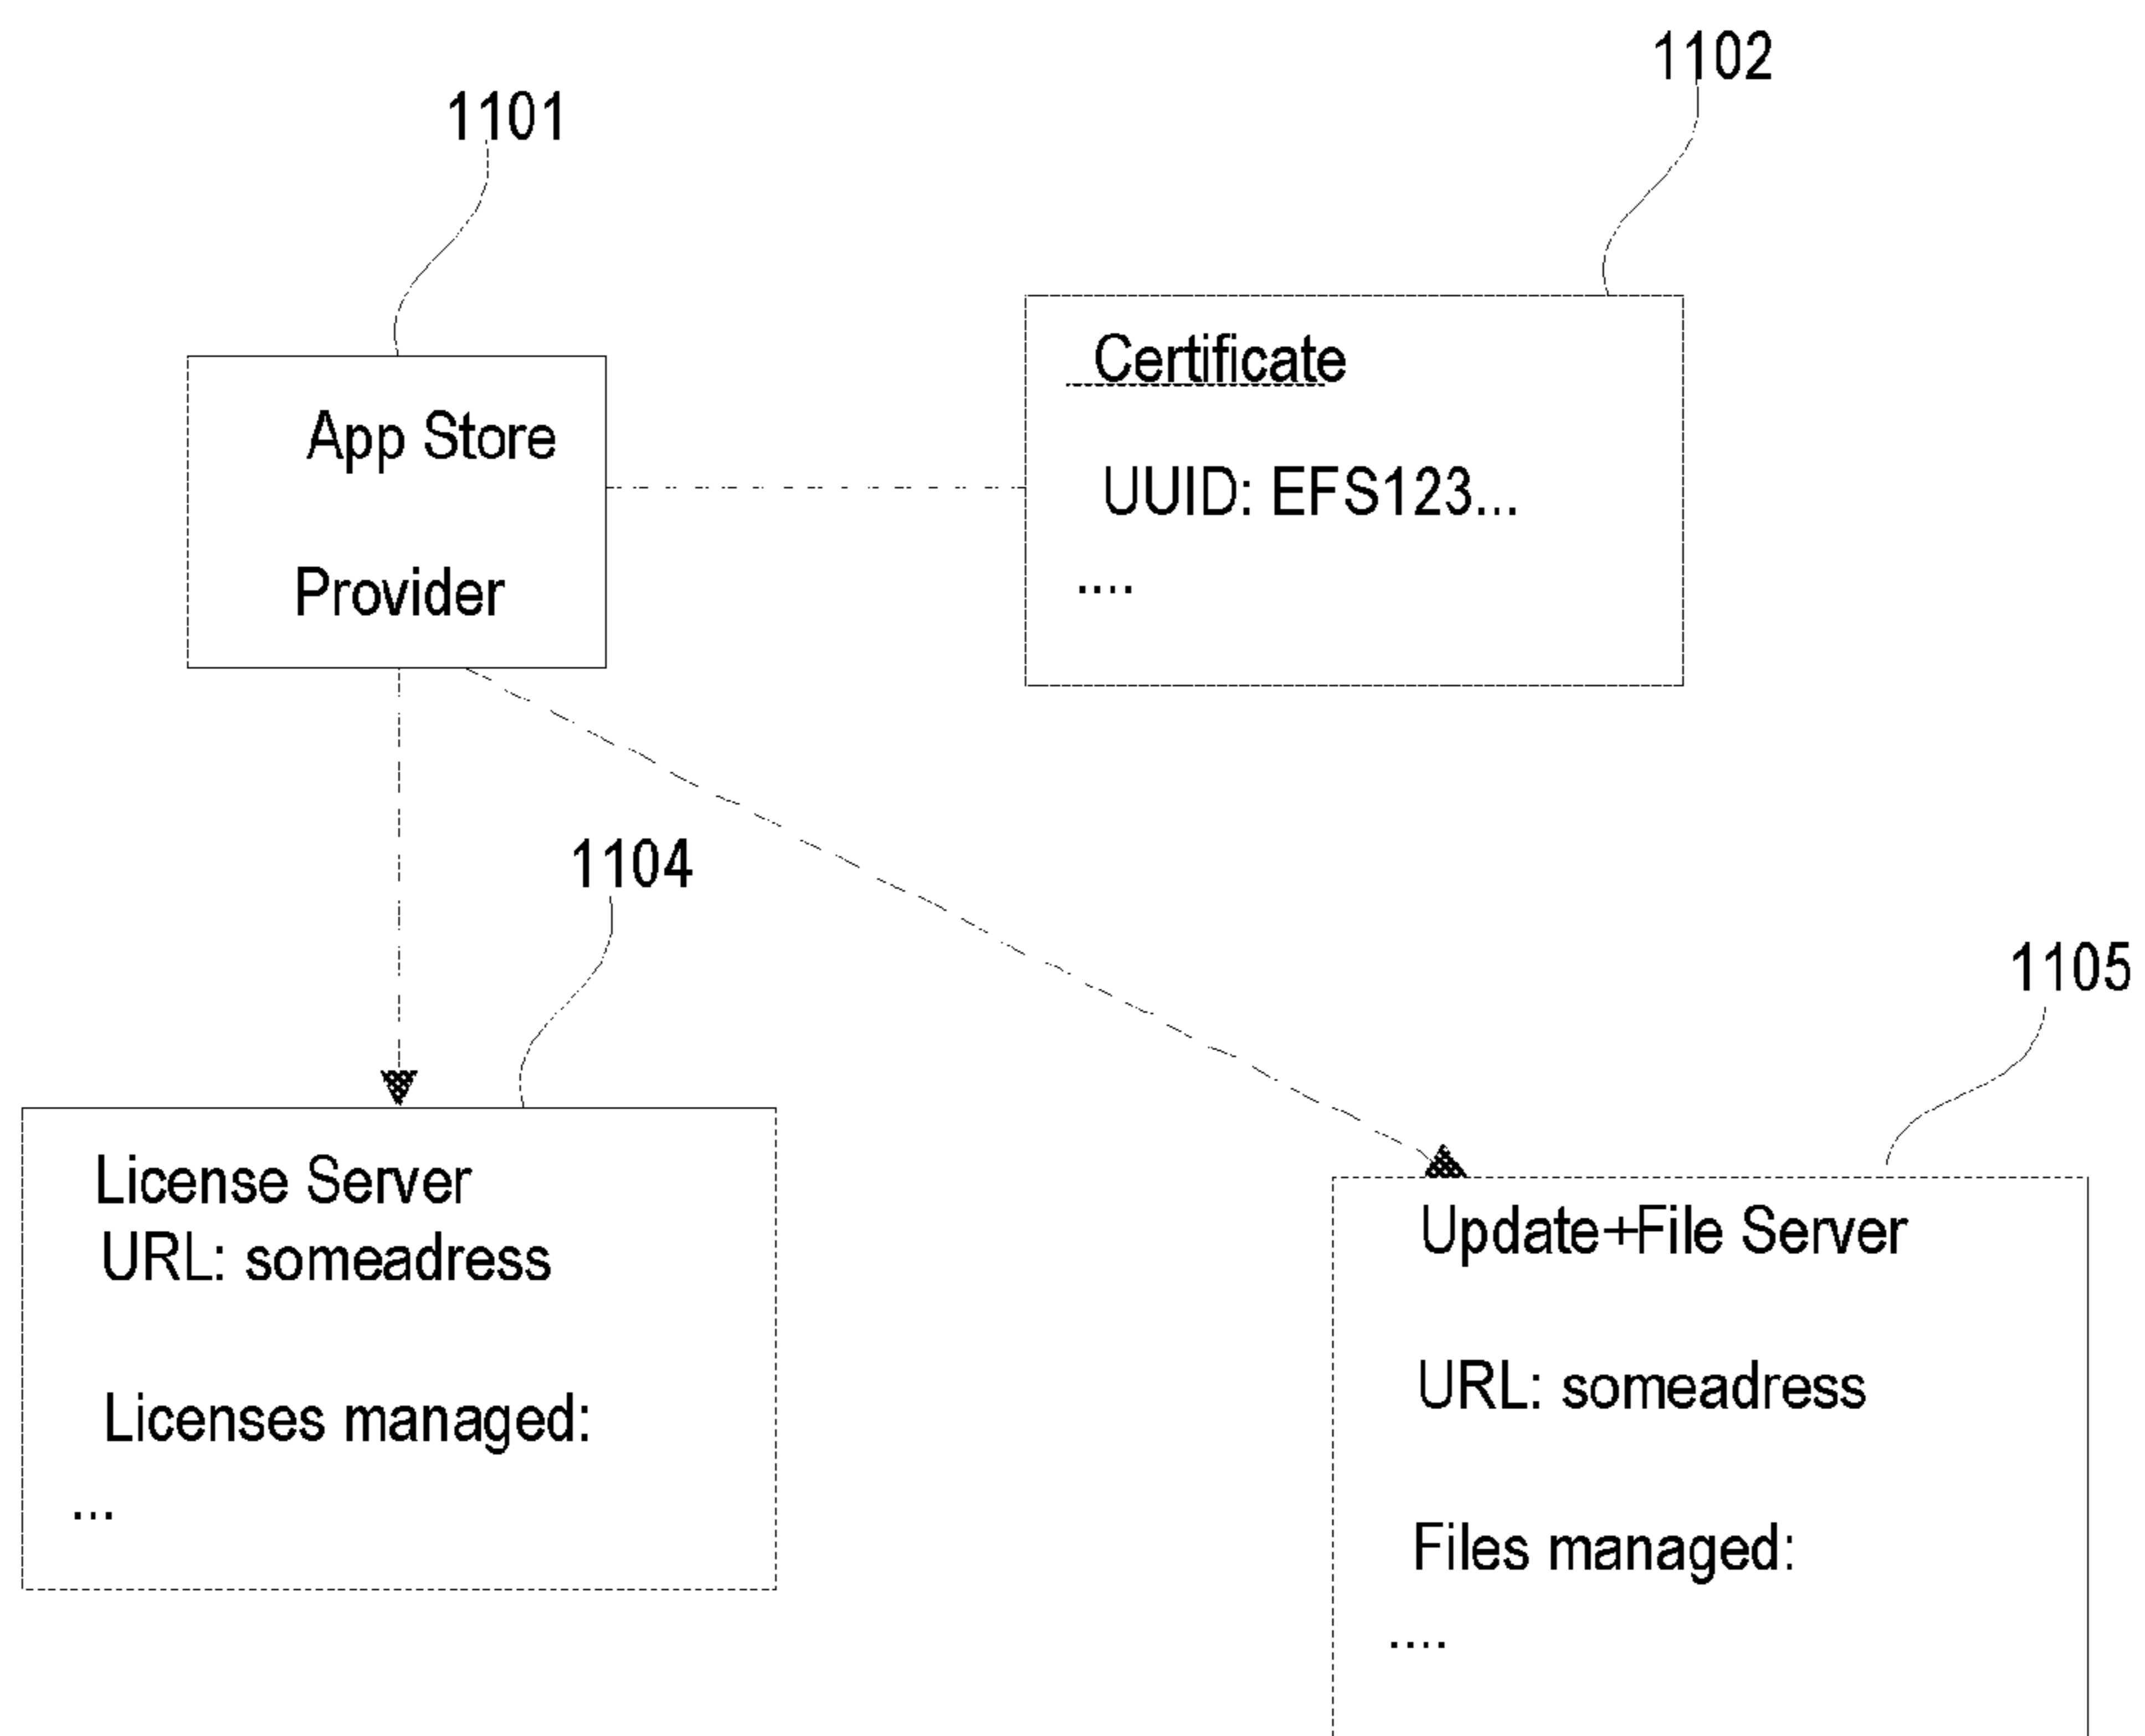 1102
1101
Certificate
App Store
UUID: EFS123...
....
Provider
1104
1105
License Server
URL: someadress
Licenses managed:
...
Update+File Server
URL: someadress
Files managed:
....